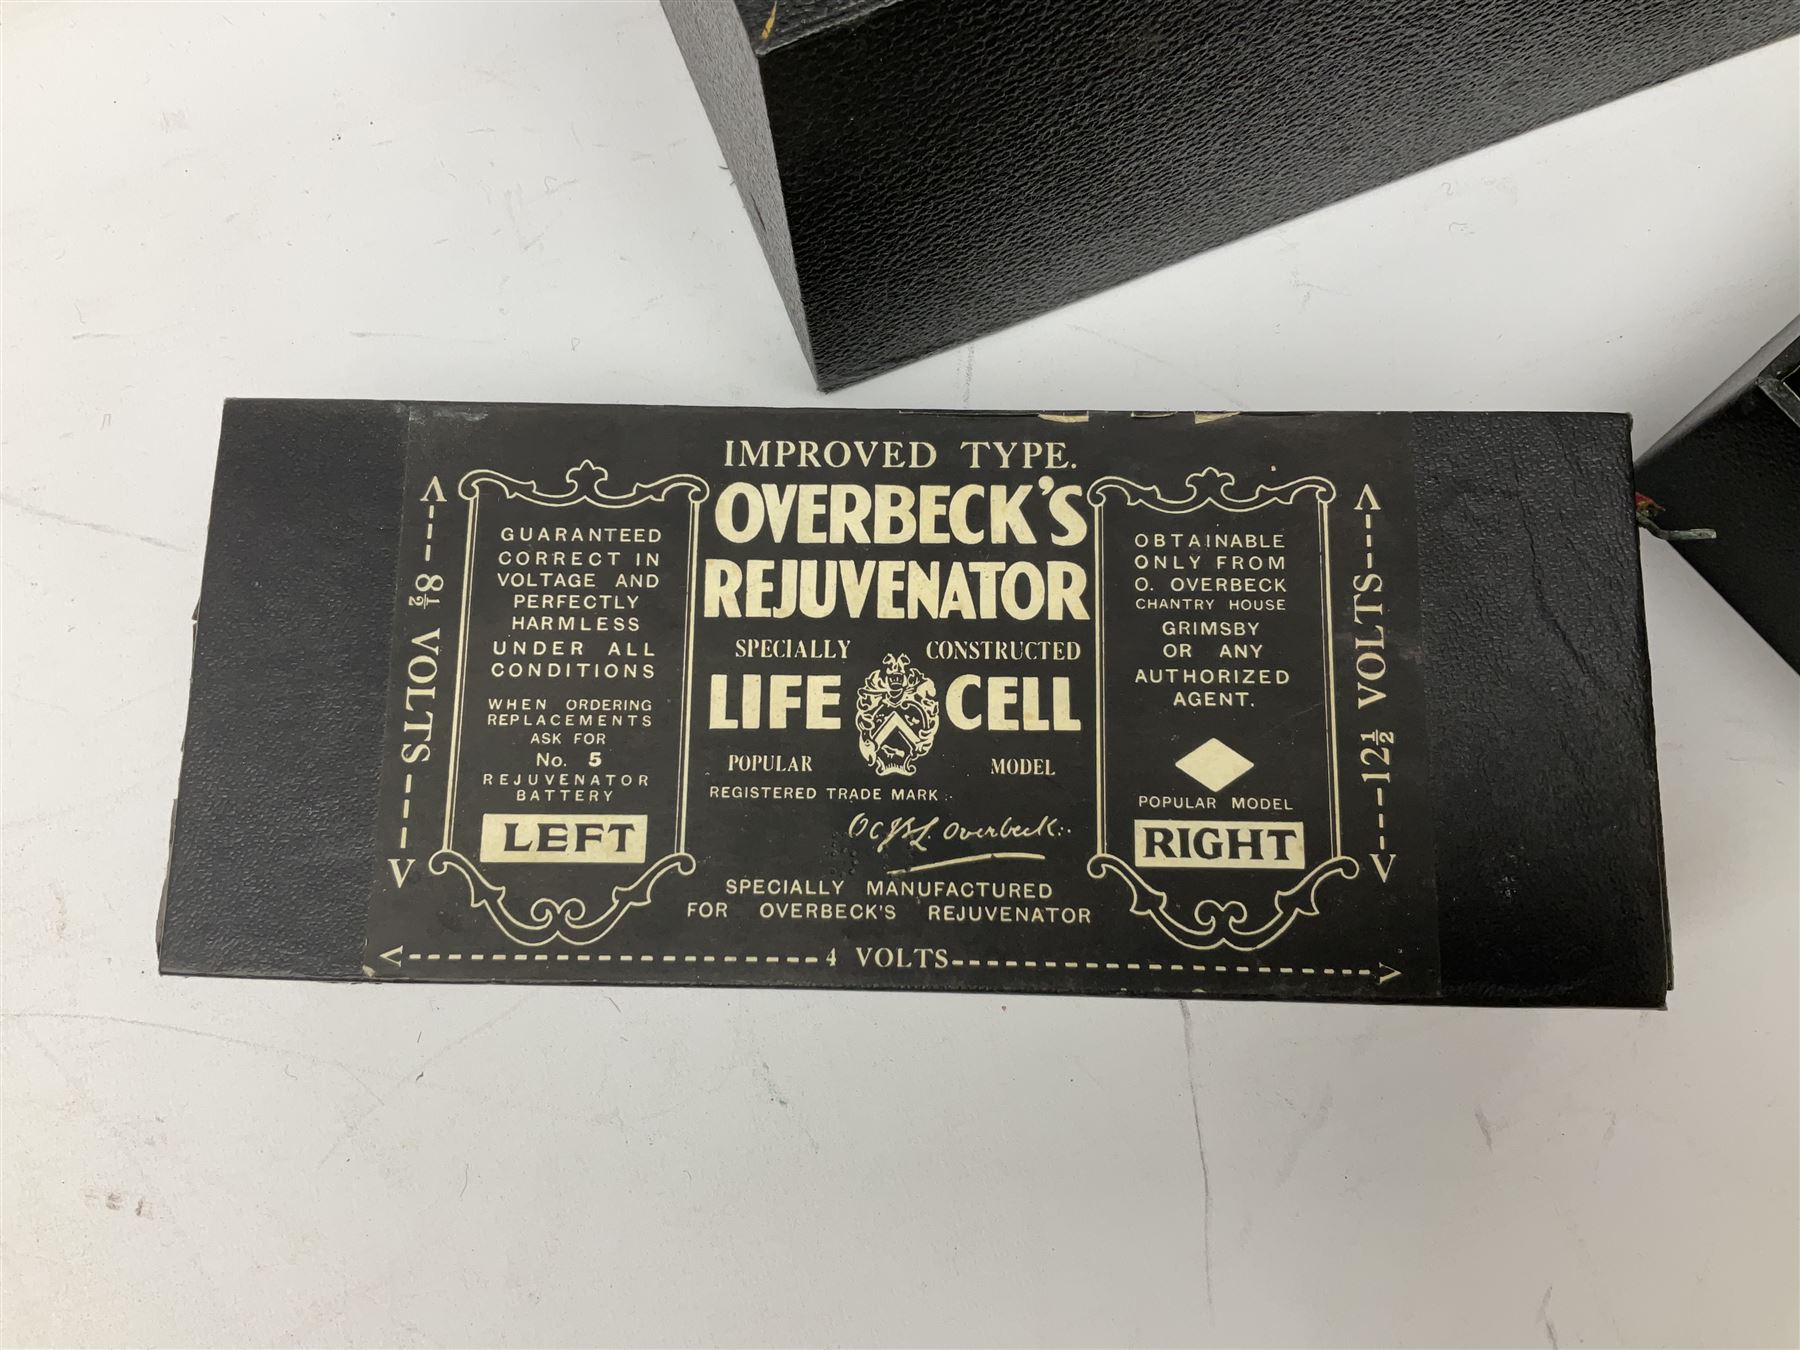 IMPROVED TYPE.
OVERBECK'S
REJUVENATOR
SPECIALLY CONSTRUCTED
LIFE CELL
POPULAR MODEL
REGISTERED TRADE MARK
O C J G L Overbeck
SPECIALLY MANUFACTURED
FOR OVERBECK'S REJUVENATOR
GUARANTEED
CORRECT IN
VOLTAGE AND
PERFECTLY
HARMLESS
UNDER ALL
CONDITIONS
WHEN ORDERING
REPLACEMENTS
ASK FOR
No. 5
REJUVENATOR
BATTERY
LEFT
OBTAINABLE
ONLY FROM
O. OVERBECK
CHANTRY HOUSE
GRIMSBY
OR ANY
AUTHORIZED
AGENT.
POPULAR MODEL
RIGHT
8½ VOLTS
12½ VOLTS
4 VOLTS